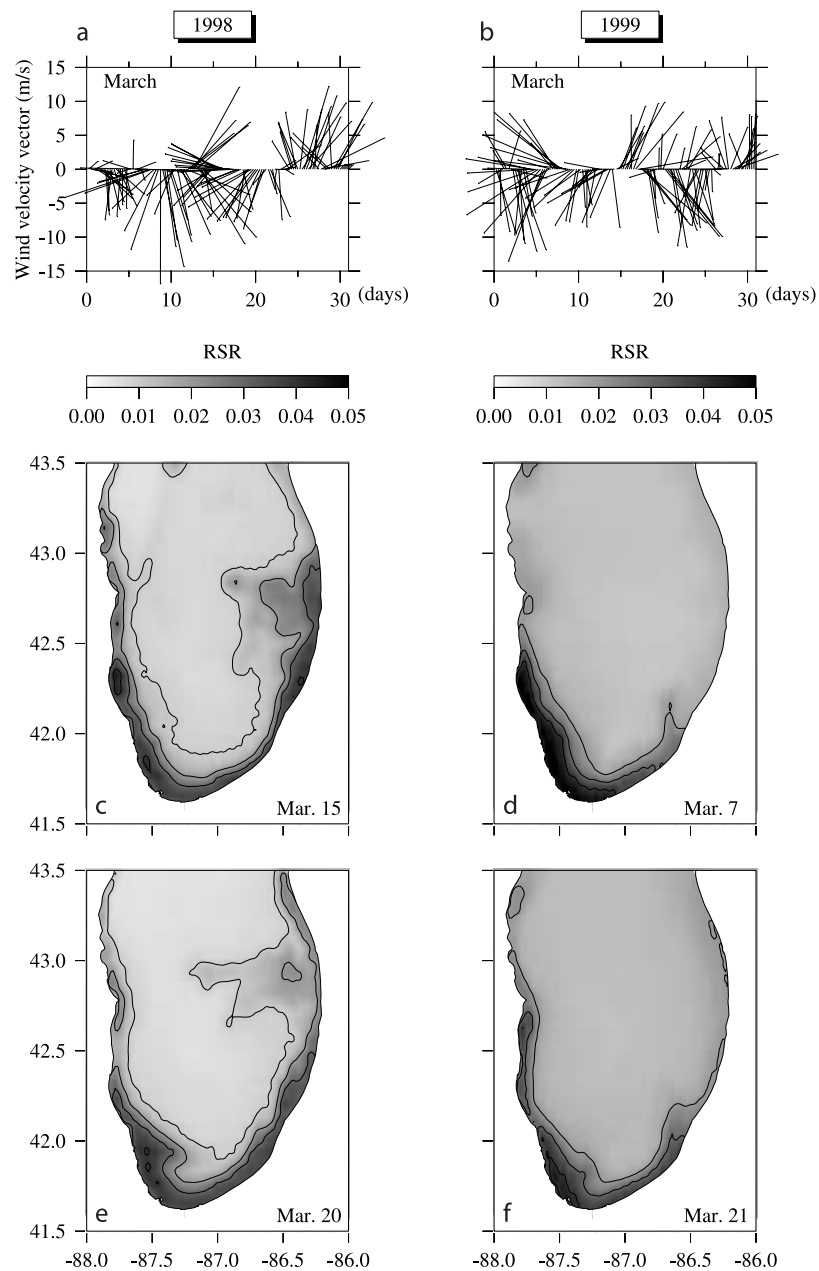 a 1998 b 1999
Wind velocity vector (m/s)
15 March March
10
5
0
-5
-10
-15
0 10 20 30 (days) 0 10 20 30 (days)
RSR RSR
0.00 0.01 0.02 0.03 0.04 0.05 0.00 0.01 0.02 0.03 0.04 0.05
43.5
43.0
42.5
42.0
c Mar. 15 d Mar. 7
41.5
43.5
43.0
42.5
42.0
e Mar. 20 f Mar. 21
41.5
-88.0 -87.5 -87.0 -86.5 -86.0 -88.0 -87.5 -87.0 -86.5 -86.0